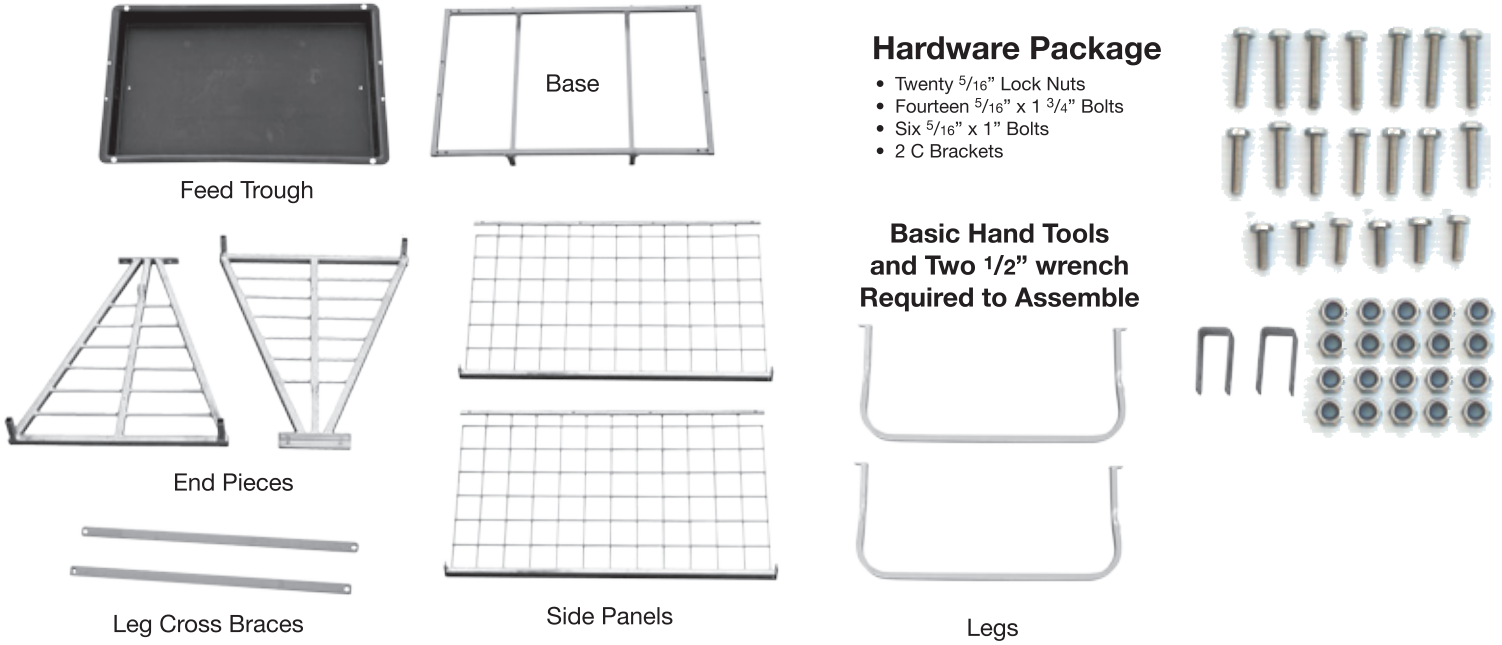 Feed Trough
Base
End Pieces
Leg Cross Braces
Side Panels
Hardware Package
• Twenty 5/16” Lock Nuts
• Fourteen 5/16” x 1 3/4” Bolts
• Six 5/16” x 1” Bolts
• 2 C Brackets
Basic Hand Tools
and Two 1/2” wrench
Required to Assemble
Legs